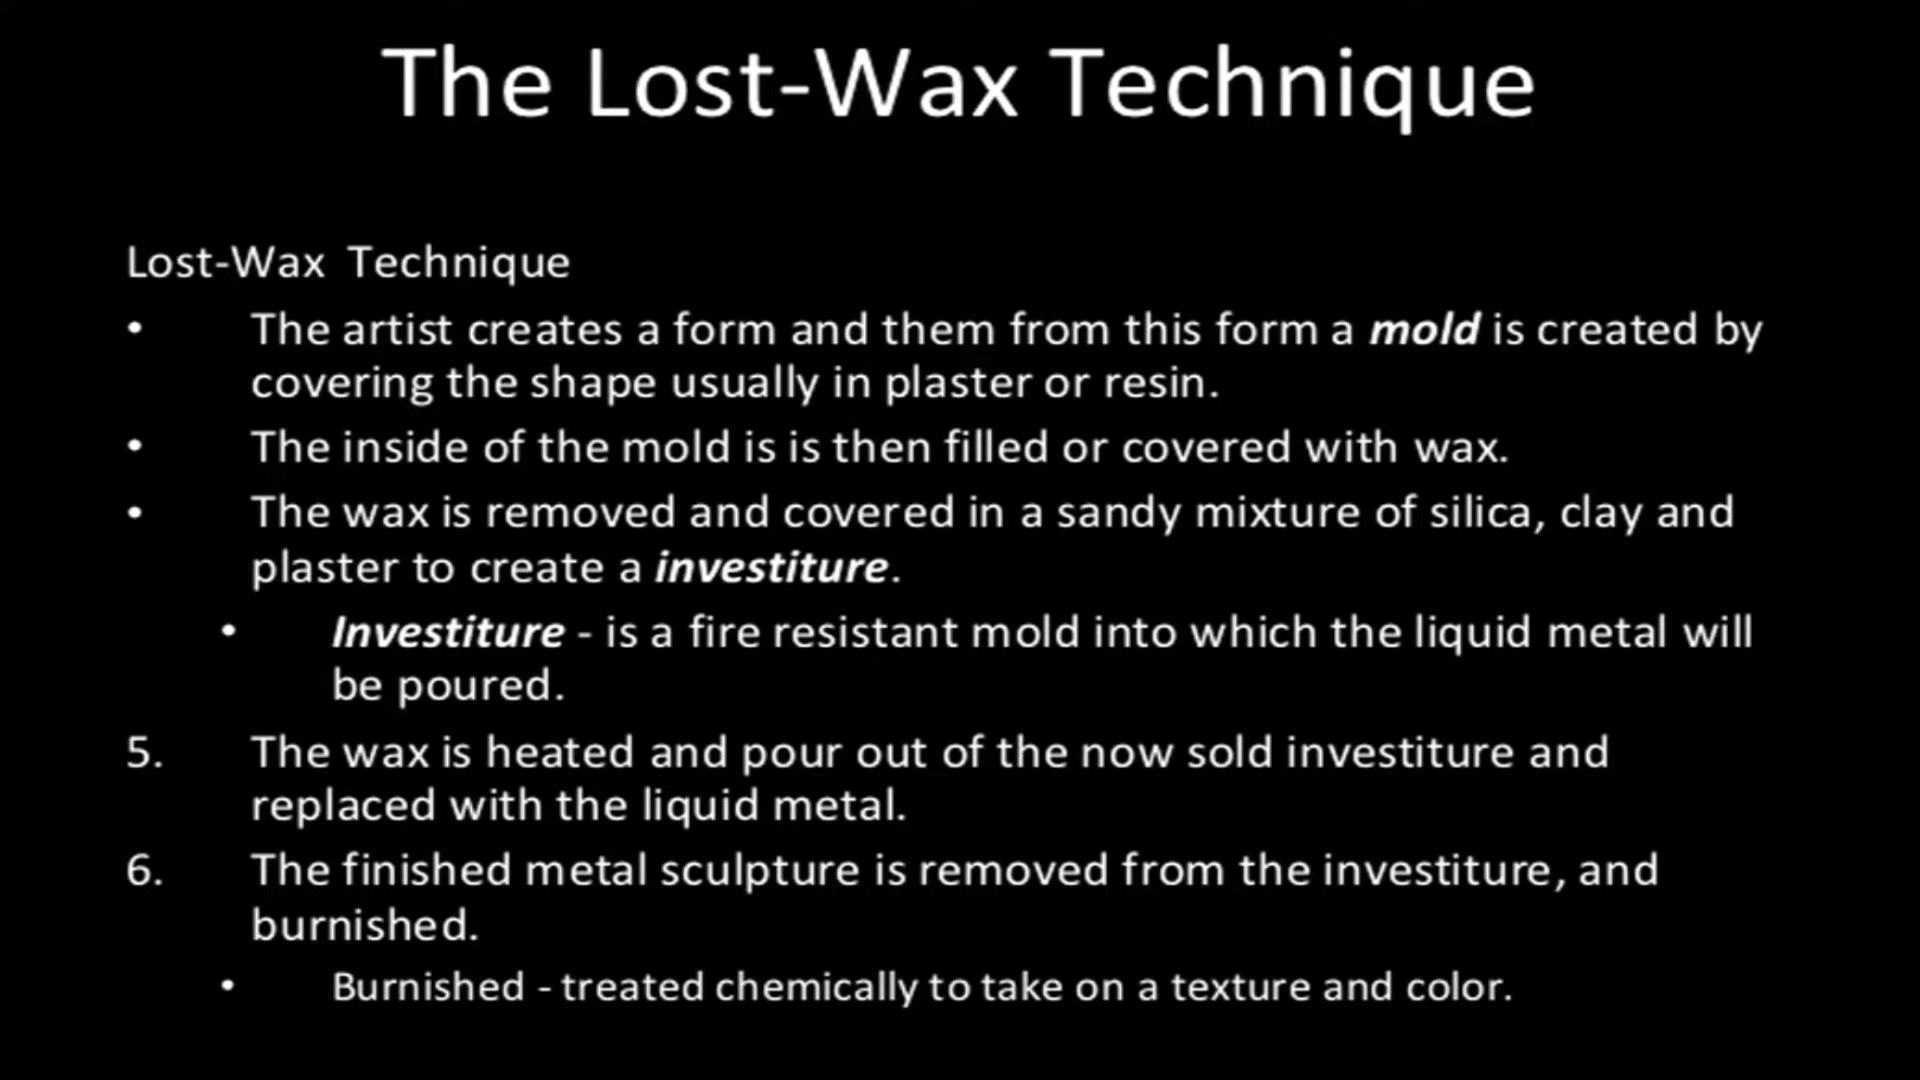 The Lost-Wax Technique
Lost-Wax Technique
• The artist creates a form and them from this form a mold is created by
covering the shape usually in plaster or resin.
• The inside of the mold is is then filled or covered with wax.
• The wax is removed and covered in a sandy mixture of silica, clay and
plaster to create a investiture.
• Investiture - is a fire resistant mold into which the liquid metal will
be poured.
5. The wax is heated and pour out of the now sold investiture and
replaced with the liquid metal.
6. The finished metal sculpture is removed from the investiture, and
burnished.
• Burnished - treated chemically to take on a texture and color.